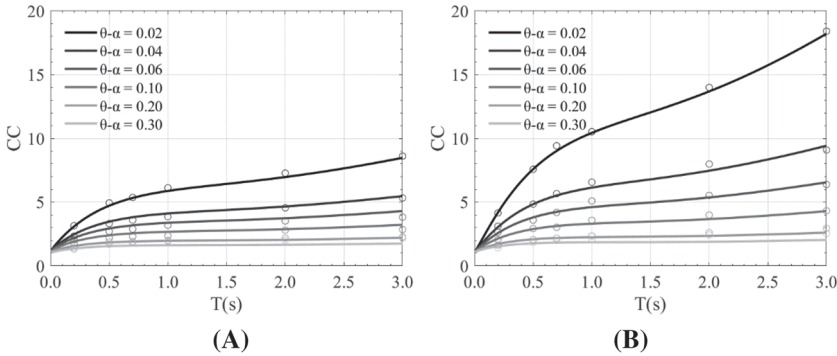 20
15
10
5
0
CC
θ-α = 0.02
θ-α = 0.04
θ-α = 0.06
θ-α = 0.10
θ-α = 0.20
θ-α = 0.30
0.0 0.5 1.0 1.5 2.0 2.5 3.0
T(s)
(A)
20
15
10
5
0
CC
θ-α = 0.02
θ-α = 0.04
θ-α = 0.06
θ-α = 0.10
θ-α = 0.20
θ-α = 0.30
0.0 0.5 1.0 1.5 2.0 2.5 3.0
T(s)
(B)